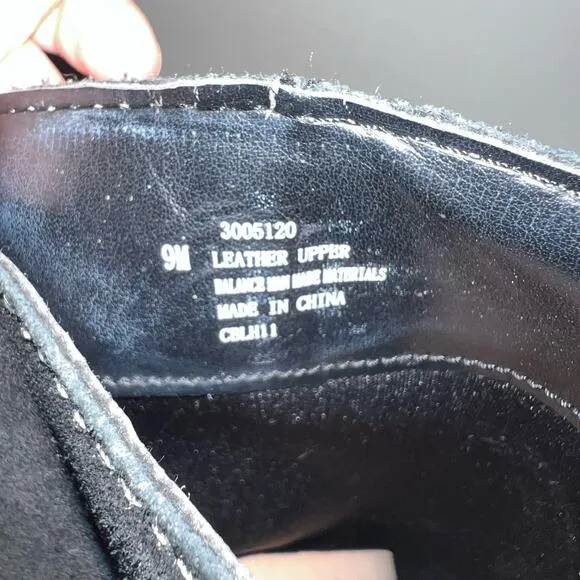 3005120
9M LEATHER UPPER
BALANCE MAN MADE MATERIALS
MADE IN CHINA
CBLH11